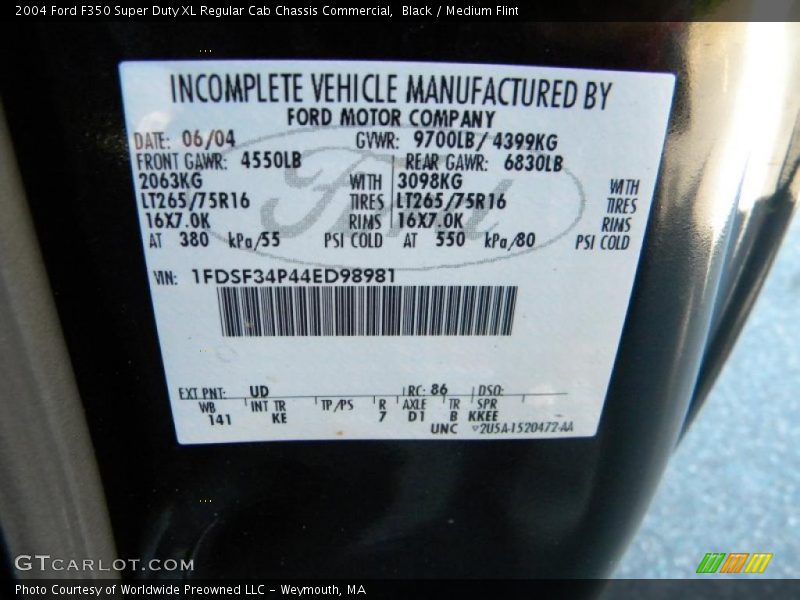 2004 Ford F350 Super Duty XL Regular Cab Chassis Commercial, Black / Medium Flint
INCOMPLETE VEHICLE MANUFACTURED BY
FORD MOTOR COMPANY
DATE: 06/04 GVWR: 9700LB/ 4399KG
FRONT GAWR: 4550LB REAR GAWR: 6830LB
2063KG WITH 3098KG WITH
LT265/75R16 TIRES LT265/75R16 TIRES
16X7.0K RIMS 16X7.0K RIMS
AT 380 kPa/55 PSI COLD AT 550 kPa/80 PSI COLD
Ford
VIN: 1FDSF34P44ED98981
EXT PNT: UD RC: 86 DSO:
WB INT TR TP/PS R AXLE TR SPR
141 KE 7 D1 B KKEE
UNC 2U5A-1520472-AA
GTCARLOT.COM
Photo Courtesy of Worldwide Preowned LLC - Weymouth, MA